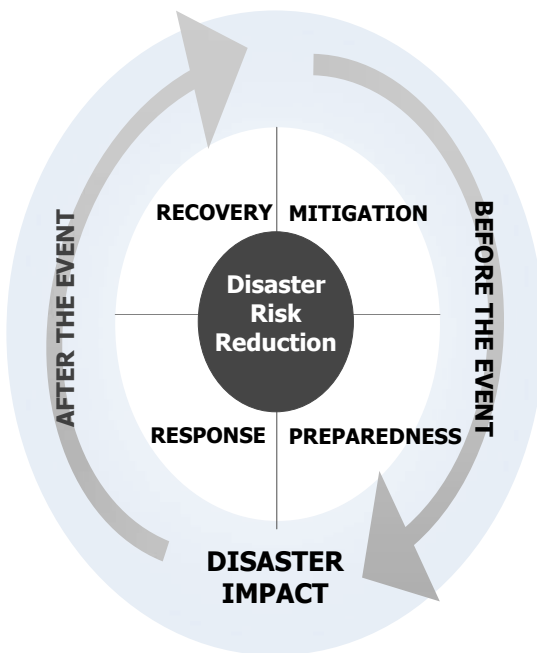 RECOVERY
MITIGATION
AFTER THE EVENT
BEFORE THE EVENT
Disaster
Risk
Reduction
RESPONSE
PREPAREDNESS
DISASTER
IMPACT